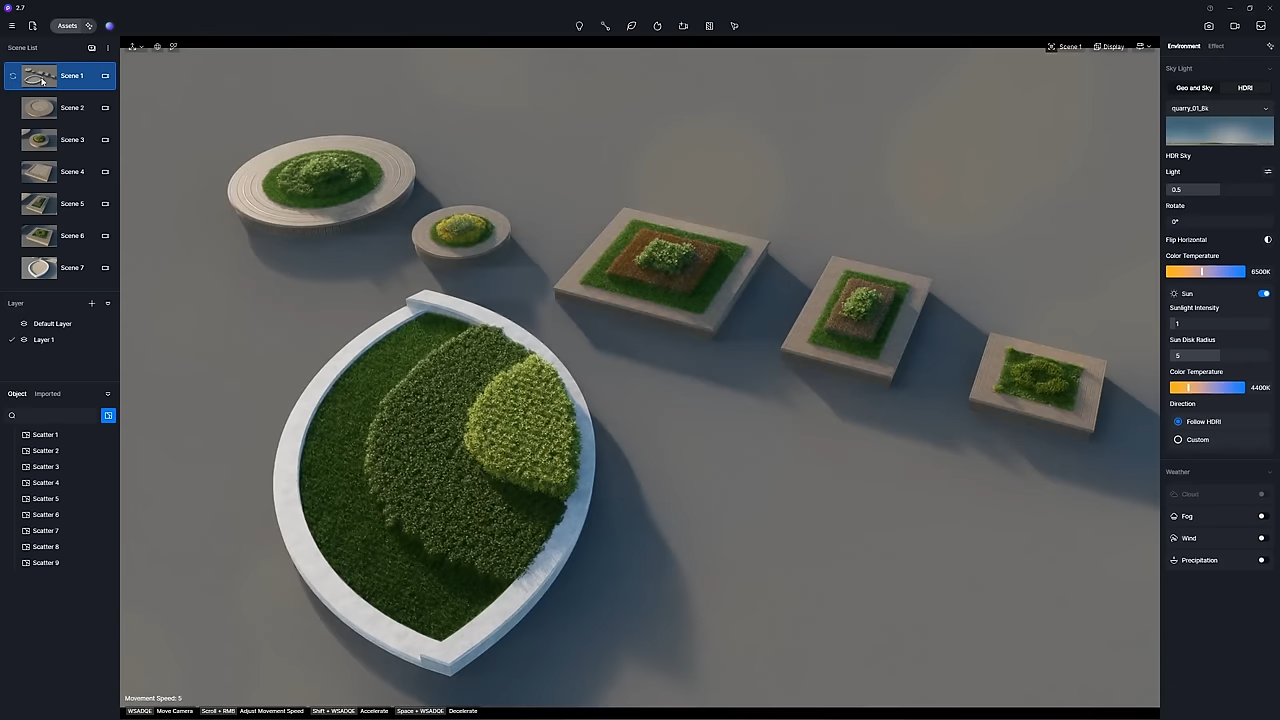 2.7
Assets
Scene List
Scene 1
Scene 2
Scene 3
Scene 4
Scene 5
Scene 6
Scene 7
Layer
Default Layer
Layer 1
Object Imported
Scatter 1
Scatter 2
Scatter 3
Scatter 4
Scatter 5
Scatter 6
Scatter 7
Scatter 8
Scatter 9
Scene 1 Display
Movement Speed: 5
WSADQE Move Camera Scroll + RMB Adjust Movement Speed Shift + WSADQE Accelerate Space + WSADQE Decelerate
Environment Effect
Sky Light
Geo and Sky HDRI
quarry_01_8k
HDR Sky
Light
0.5
Rotate
0°
Flip Horizontal
Color Temperature
6500K
Sun
Sunlight Intensity
1
Sun Disk Radius
5
Color Temperature
4400K
Direction
Follow HDRI
Custom
Weather
Cloud
Fog
Wind
Precipitation